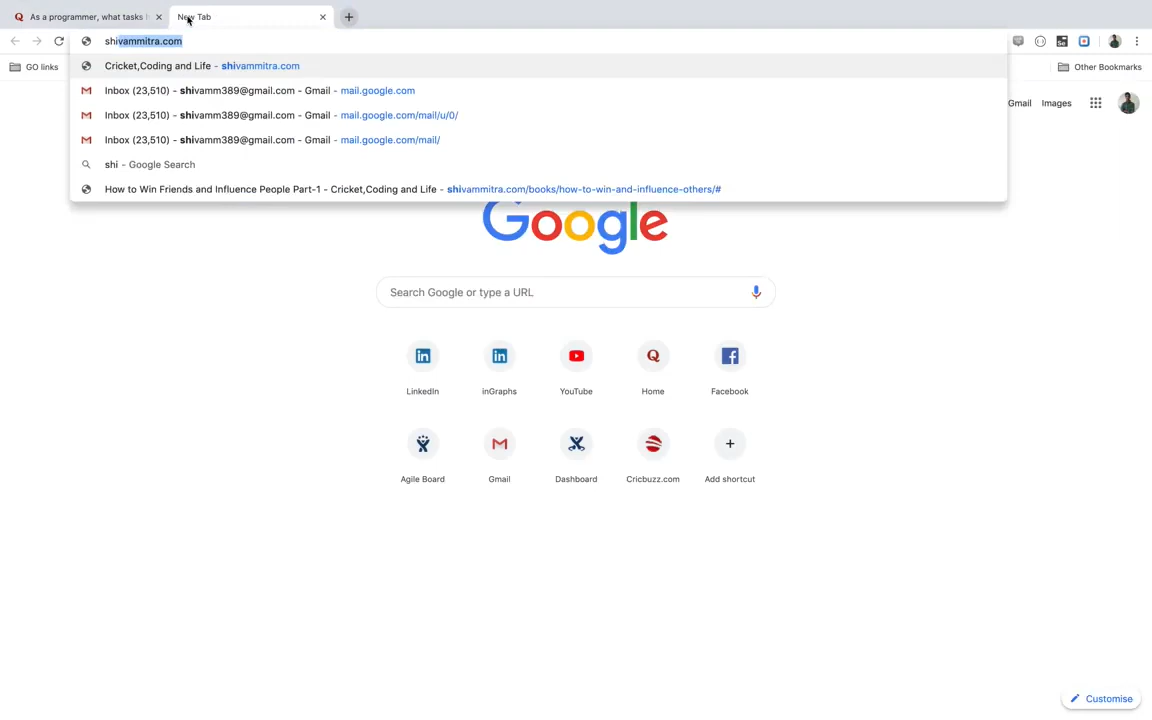 As a programmer, what tasks
New Tab
shivammitra.com
GO links
Other Bookmarks
Cricket,Coding and Life - shivammitra.com
Inbox (23,510) - shivamm389@gmail.com - Gmail - mail.google.com
Inbox (23,510) - shivamm389@gmail.com - Gmail - mail.google.com/mail/u/0/
Inbox (23,510) - shivamm389@gmail.com - Gmail - mail.google.com/mail/
shi - Google Search
How to Win Friends and Influence People Part-1 - Cricket,Coding and Life - shivammitra.com/books/how-to-win-and-influence-others/#
Gmail Images
Google
Search Google or type a URL
LinkedIn inGraphs YouTube Home Facebook
Agile Board Gmail Dashboard Cricbuzz.com Add shortcut
Customise